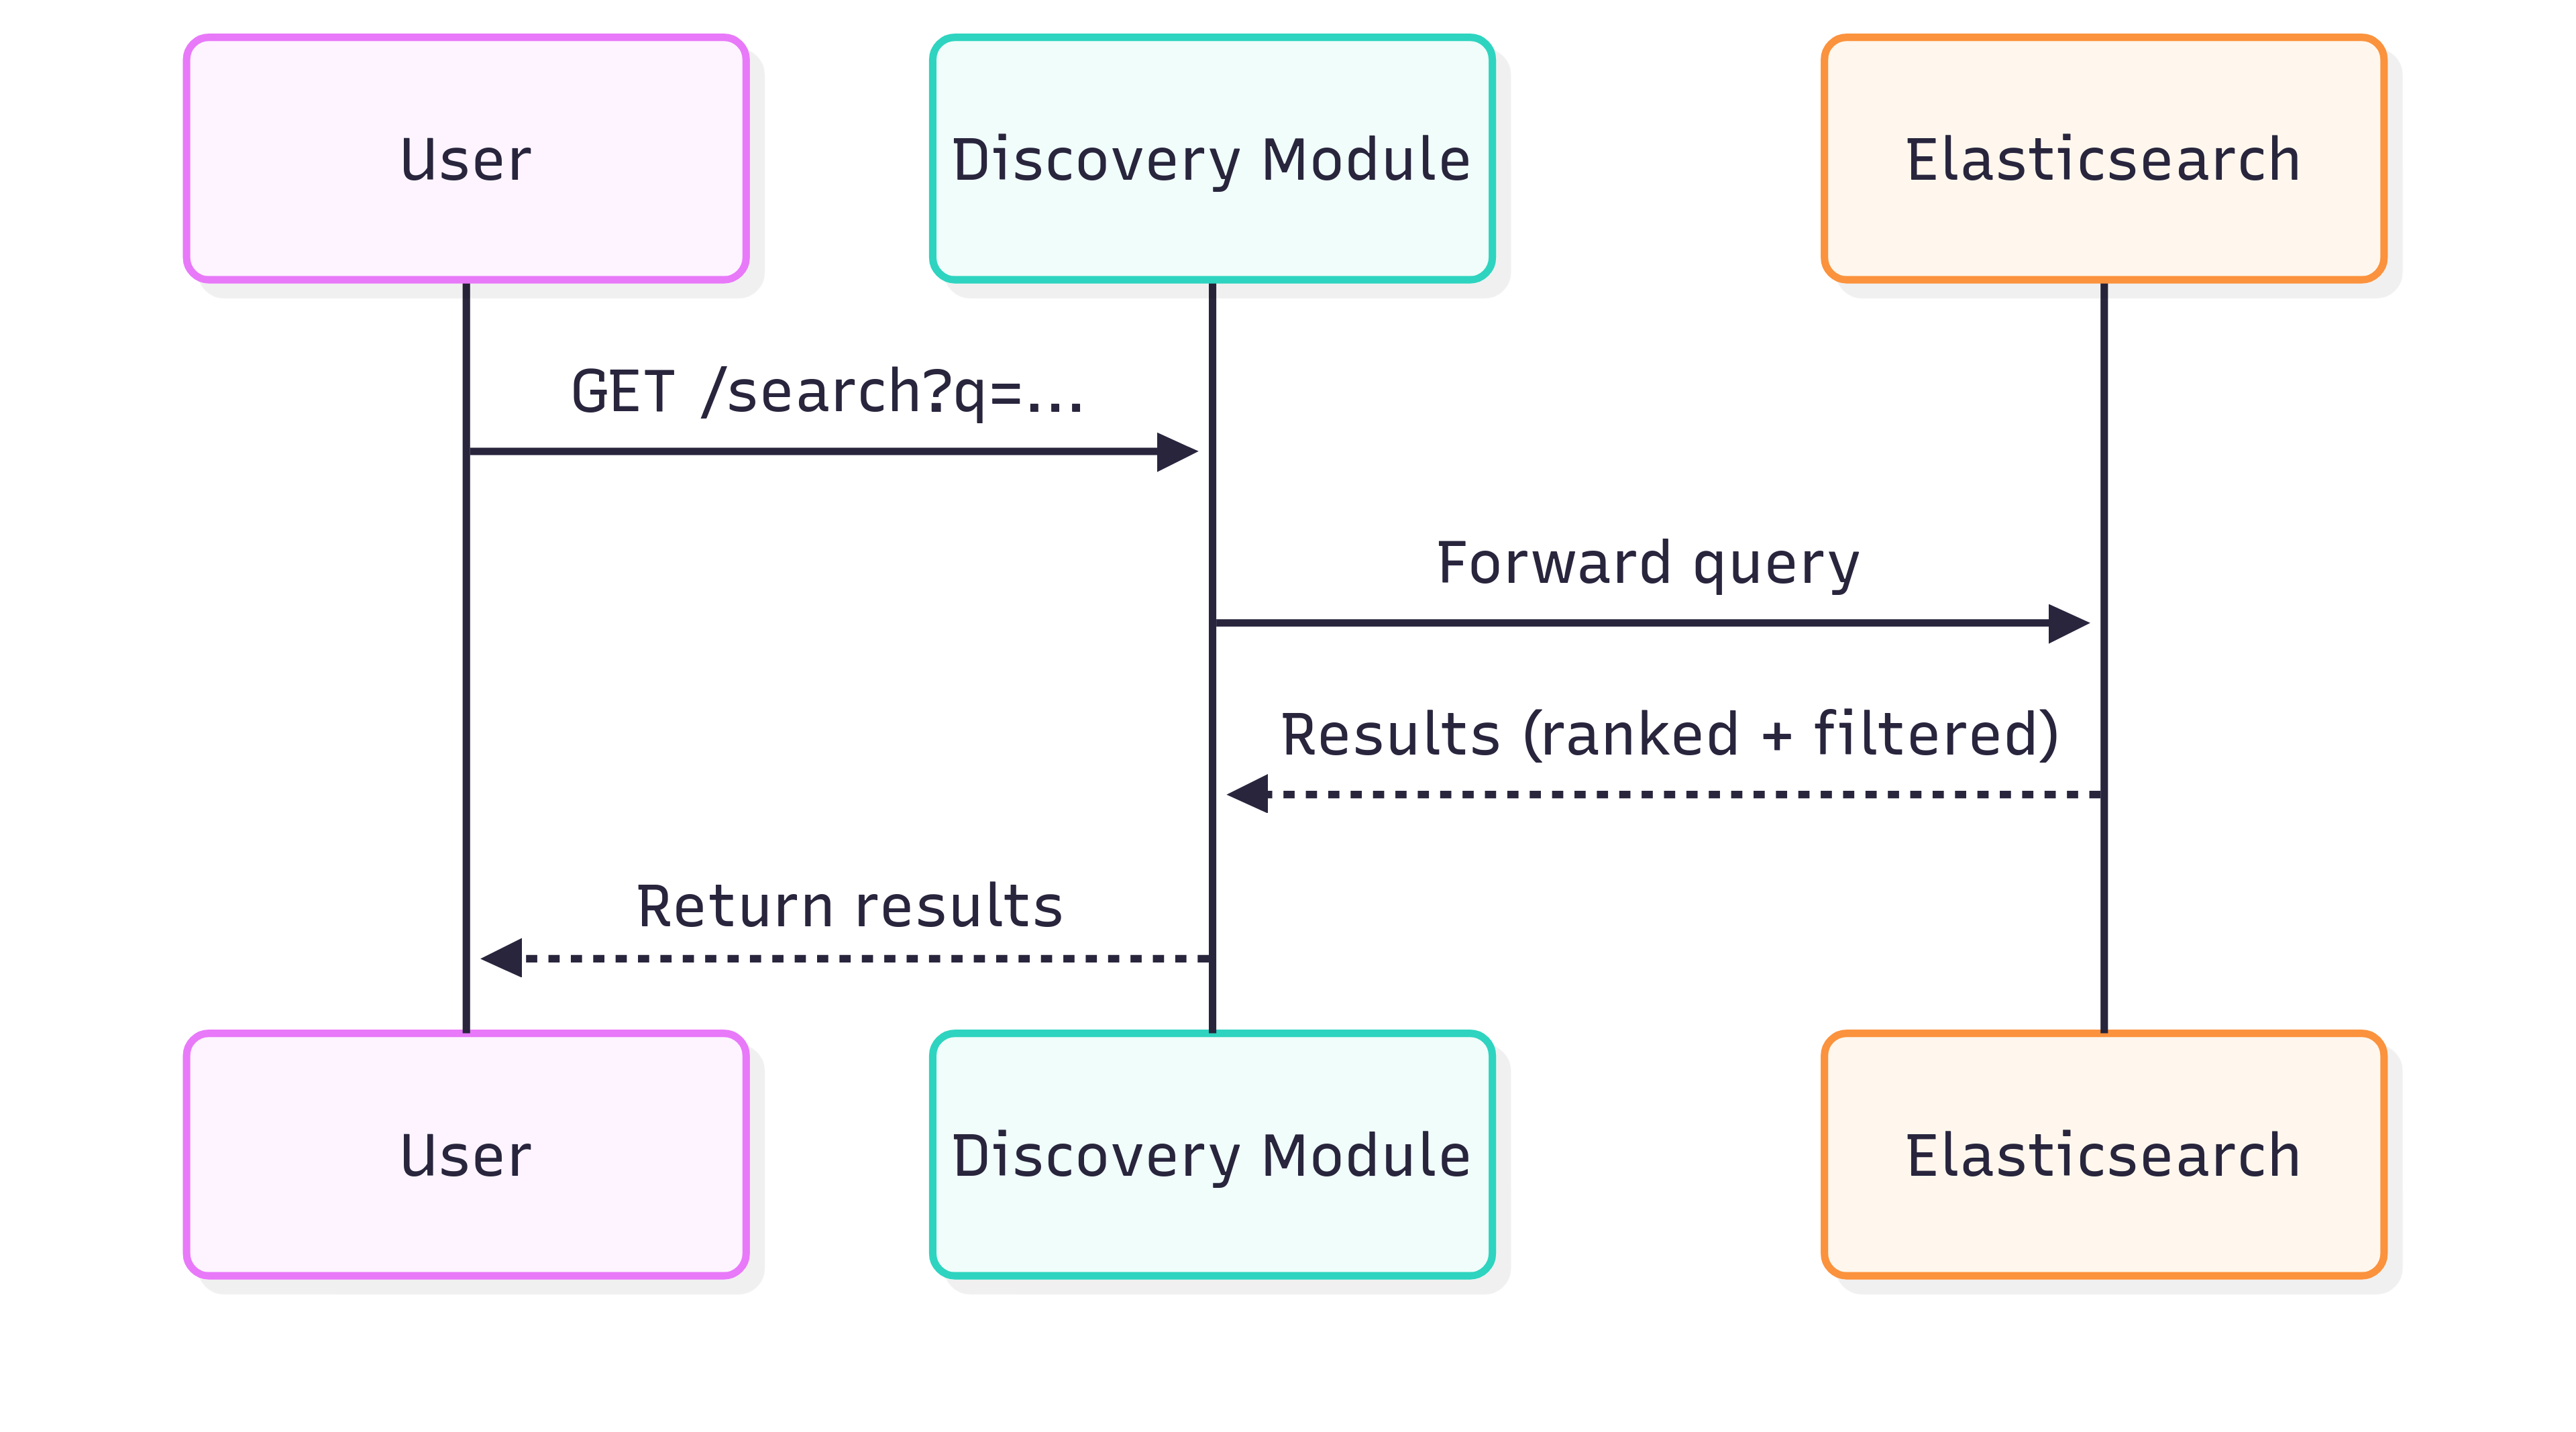 User
Discovery Module
Elasticsearch
GET /search?q=...
Forward query
Results (ranked + filtered)
Return results
User
Discovery Module
Elasticsearch